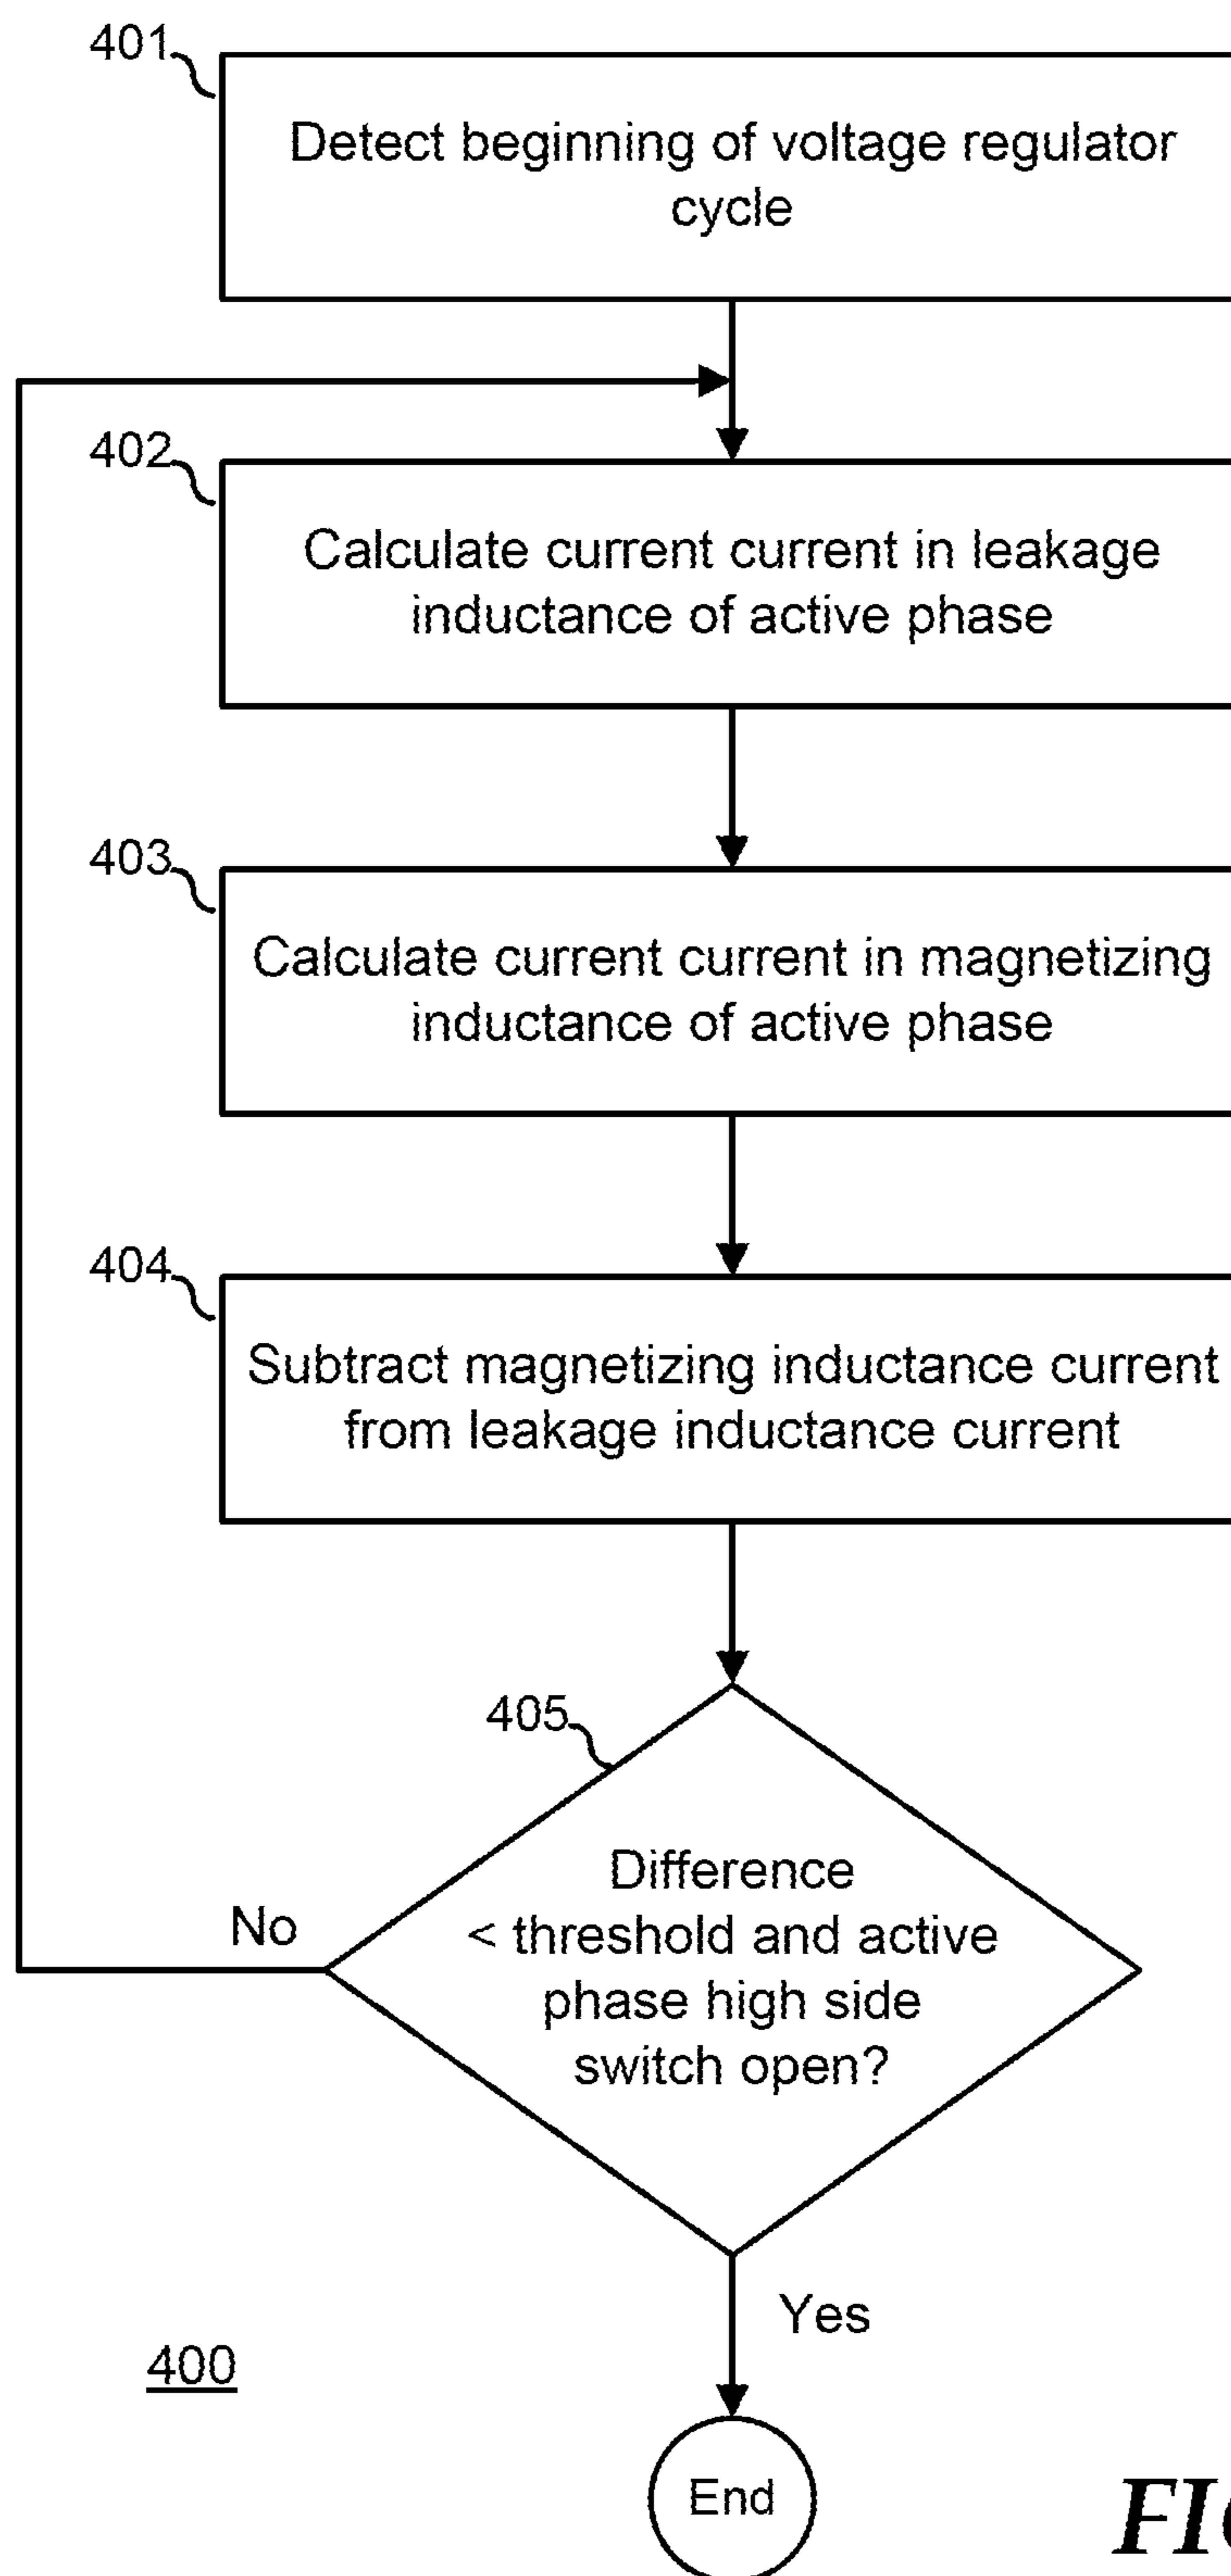 401
Detect beginning of voltage regulator
cycle
402
Calculate current current in leakage
inductance of active phase
403
Calculate current current in magnetizing
inductance of active phase
404
Subtract magnetizing inductance current
from leakage inductance current
405
Difference
< threshold and active
phase high side
switch open?
No
Yes
400
End